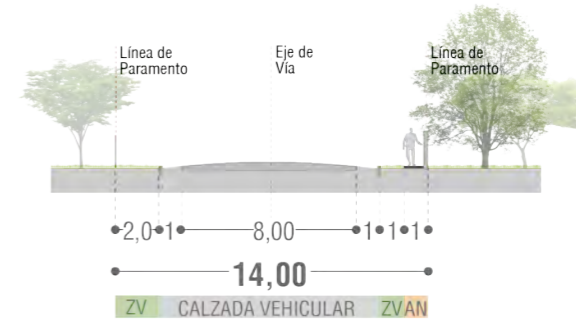 Línea de
Paramento
Eje de
Vía
Línea de
Paramento
2,0 1 8,00 1 1 1
14,00
ZV CALZADA VEHICULAR ZV AN